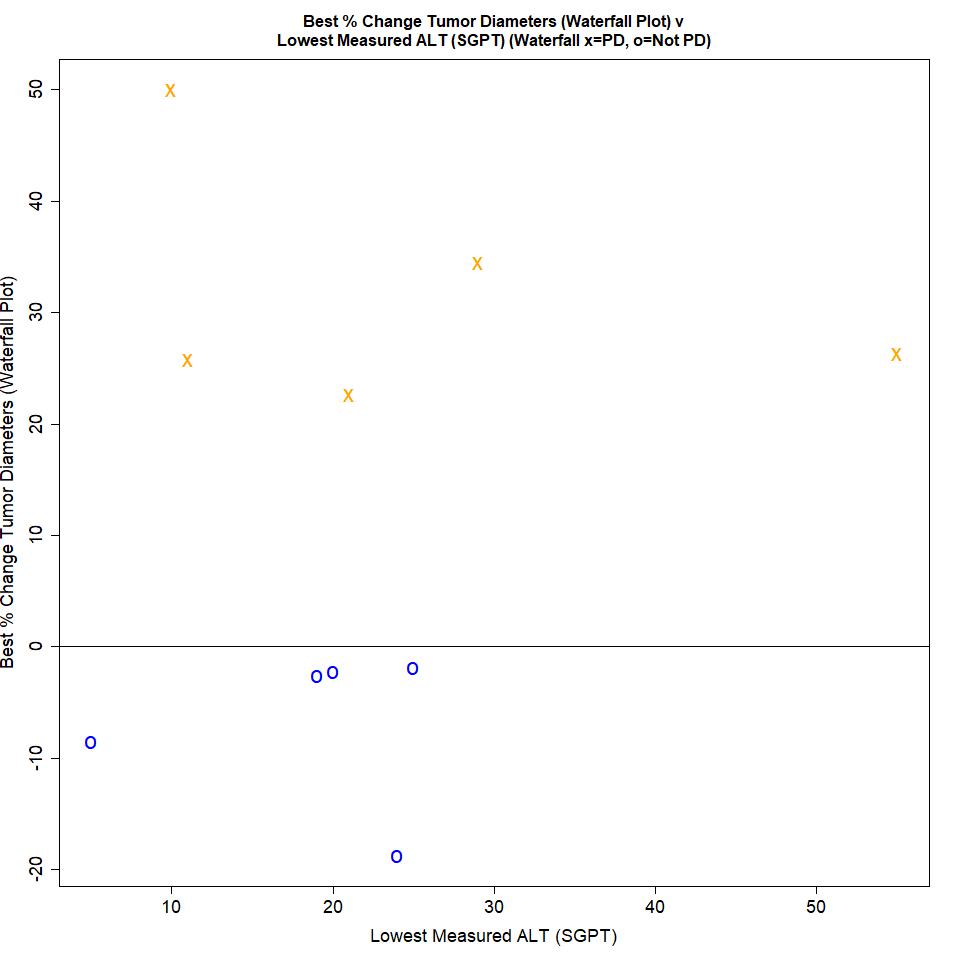 Best % Change Tumor Diameters (Waterfall Plot) v
Lowest Measured ALT (SGPT) (Waterfall x=PD, o=Not PD)
Best % Change Tumor Diameters (Waterfall Plot)
50
40
30
20
10
0
-10
-20
x
x
x
x
x
o
o
o
o
o
10 20 30 40 50
Lowest Measured ALT (SGPT)